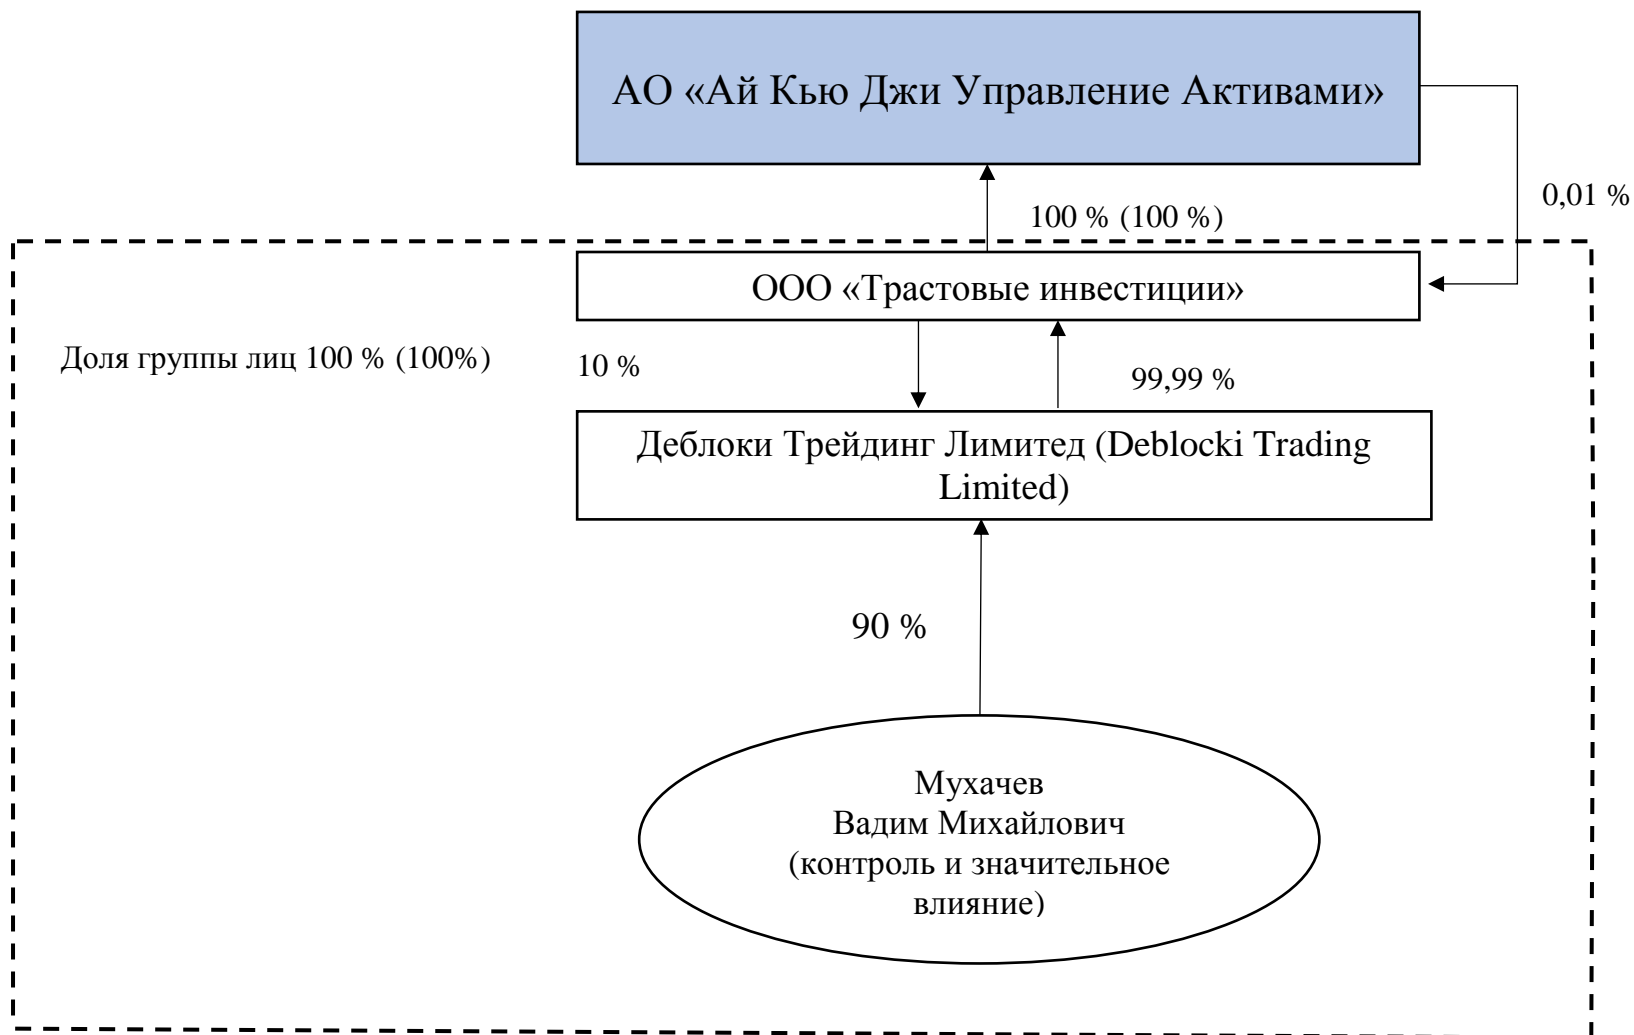 АО «Ай Кью Джи Управление Активами»
0,01 %
100 % (100 %)
ООО «Трастовые инвестиции»
Доля группы лиц 100 % (100%)
10 %
99,99 %
Деблоки Трейдинг Лимитед (Deblocki Trading
Limited)
90 %
Мухачев
Вадим Михайлович
(контроль и значительное
влияние)